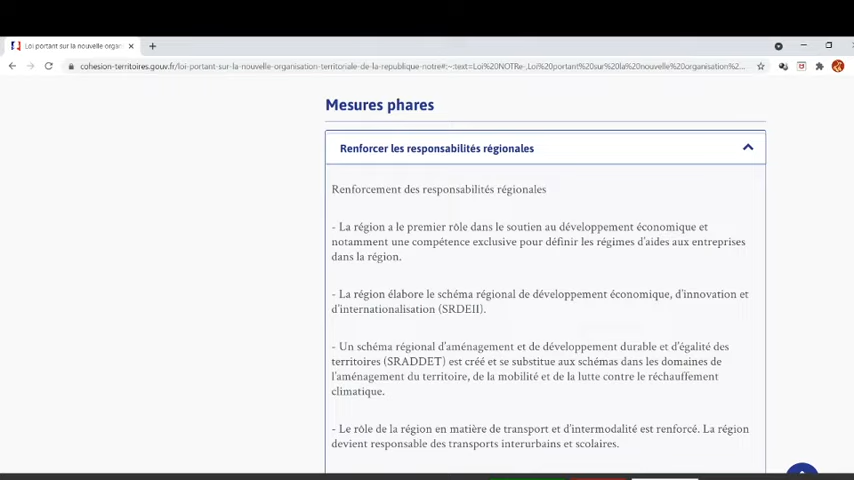 Loi portant sur la nouvelle organ
cohesion-territoires.gouv.fr/loi-portant-sur-la-nouvelle-organisation-territoriale-de-la-republique-notre#:~:text=Loi%20NOTRe-,Loi%20portant%20sur%20la%20nouvelle%20organisation%2...
Mesures phares
Renforcer les responsabilités régionales
Renforcement des responsabilités régionales
- La région a le premier rôle dans le soutien au développement économique et
notamment une compétence exclusive pour définir les régimes d'aides aux entreprises
dans la région.
- La région élabore le schéma régional de développement économique, d'innovation et
d'internationalisation (SRDEII).
- Un schéma régional d'aménagement et de développement durable et d'égalité des
territoires (SRADDET) est créé et se substitue aux schémas dans les domaines de
l'aménagement du territoire, de la mobilité et de la lutte contre le réchauffement
climatique.
- Le rôle de la région en matière de transport et d'intermodalité est renforcé. La région
devient responsable des transports interurbains et scolaires.